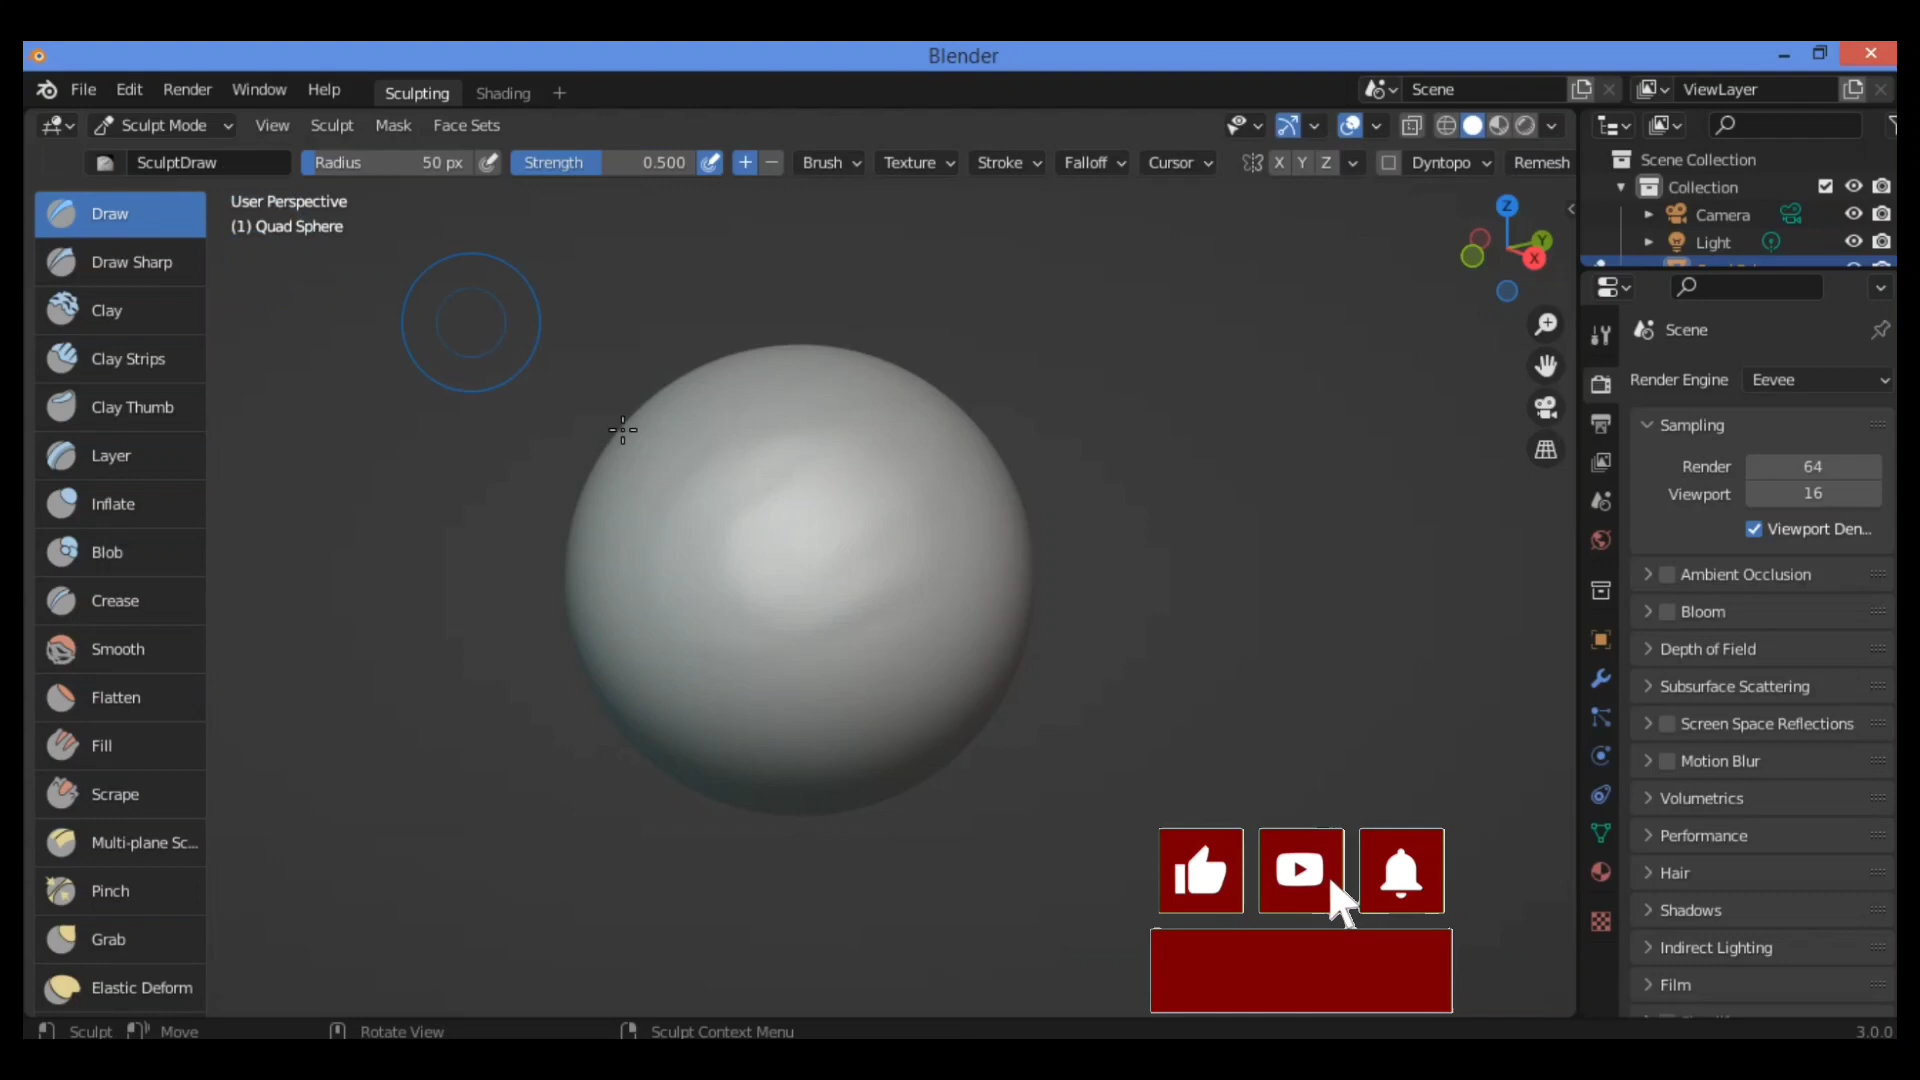 Blender
File Edit Render Window Help Sculpting Shading + Scene ViewLayer
Sculpt Mode View Sculpt Mask Face Sets
SculptDraw Radius 50 px Strength 0.500 + − Brush Texture Stroke Falloff Cursor X Y Z Dyntopo Remesh
Scene Collection
Collection
Camera
Light
User Perspective
(1) Quad Sphere
Z
Y
X
Draw
Draw Sharp
Clay
Clay Strips
Clay Thumb
Layer
Inflate
Blob
Crease
Smooth
Flatten
Fill
Scrape
Multi-plane Sc...
Pinch
Grab
Elastic Deform
Scene
Render Engine Eevee
Sampling
Render 64
Viewport 16
Viewport Den...
Ambient Occlusion
Bloom
Depth of Field
Subsurface Scattering
Screen Space Reflections
Motion Blur
Volumetrics
Performance
Hair
Shadows
Indirect Lighting
Film
Sculpt Move Rotate View Sculpt Context Menu 3.0.0